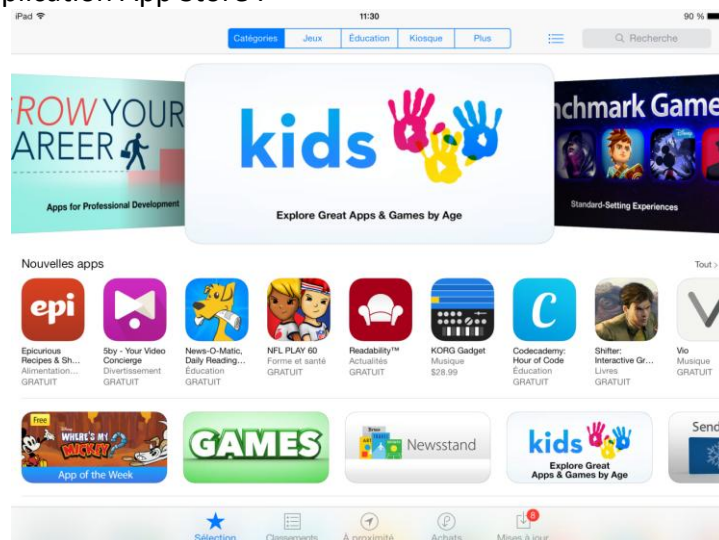 plication App Store :
iPad 11:30 90 %
Catégories Jeux Éducation Kiosque Plus Recherche
ROW YOUR
AREER
Apps for Professional Development
kids
Explore Great Apps & Games by Age
nchmark Game
Standard-Setting Experiences
Nouvelles apps Tout >
epi
Epicurious
Recipes & Sh...
Alimentation...
GRATUIT
5by - Your Video
Concierge
Divertissement
GRATUIT
News-O-Matic,
Daily Reading...
Éducation
GRATUIT
NFL PLAY 60
Forme et santé
GRATUIT
Readability™
Actualités
GRATUIT
KORG Gadget
Musique
$28.99
C
Codecademy:
Hour of Code
Éducation
GRATUIT
Shifter:
Interactive Gr...
Livres
GRATUIT
Vio
Musique
GRATUIT
Free
Disney
WHERE'S MY
MICKEY?
App of the Week
GAMES
Newsstand
kids
Explore Great
Apps & Games by Age
Send
Sélection Classements À proximité Achats Mises à jour
8